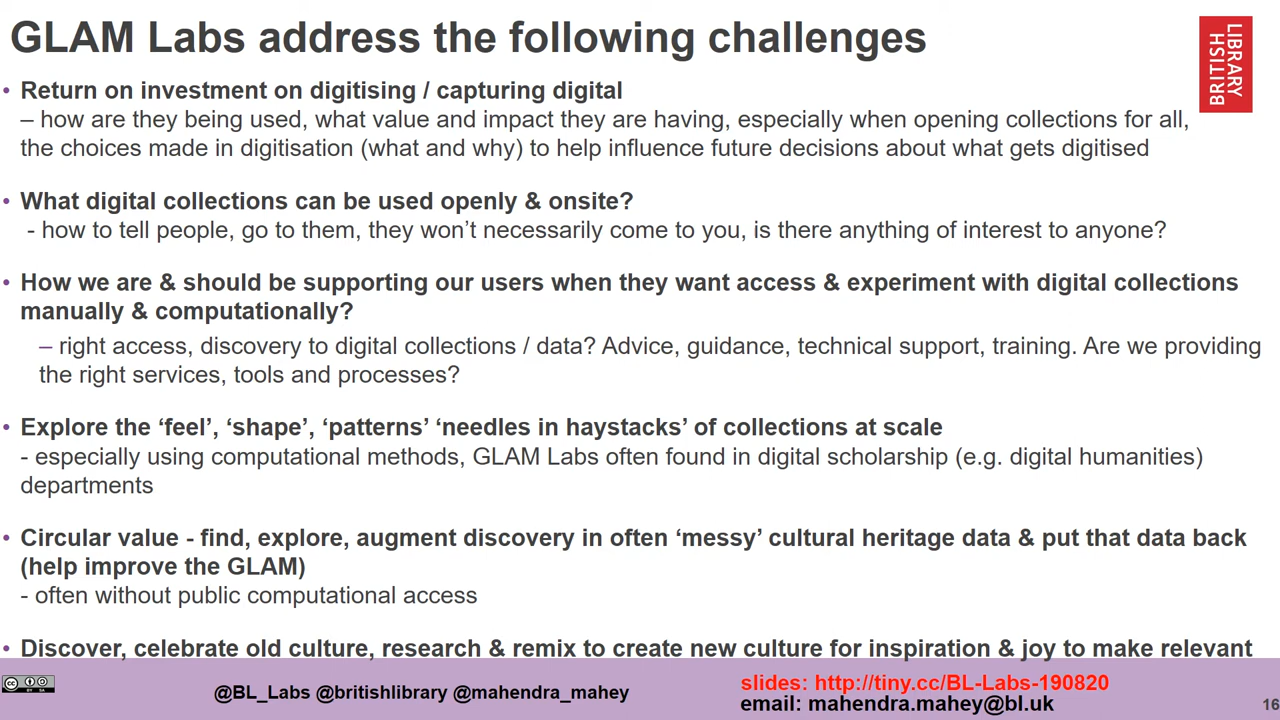 GLAM Labs address the following challenges
LIBRARY
BRITISH
• Return on investment on digitising / capturing digital
– how are they being used, what value and impact they are having, especially when opening collections for all,
the choices made in digitisation (what and why) to help influence future decisions about what gets digitised
• What digital collections can be used openly & onsite?
- how to tell people, go to them, they won’t necessarily come to you, is there anything of interest to anyone?
• How we are & should be supporting our users when they want access & experiment with digital collections
manually & computationally?
– right access, discovery to digital collections / data? Advice, guidance, technical support, training. Are we providing
the right services, tools and processes?
• Explore the ‘feel’, ‘shape’, ‘patterns’ ‘needles in haystacks’ of collections at scale
- especially using computational methods, GLAM Labs often found in digital scholarship (e.g. digital humanities)
departments
• Circular value - find, explore, augment discovery in often ‘messy’ cultural heritage data & put that data back
(help improve the GLAM)
- often without public computational access
• Discover, celebrate old culture, research & remix to create new culture for inspiration & joy to make relevant
cc BY SA
@BL_Labs @britishlibrary @mahendra_mahey
slides: http://tiny.cc/BL-Labs-190820
email: mahendra.mahey@bl.uk
16